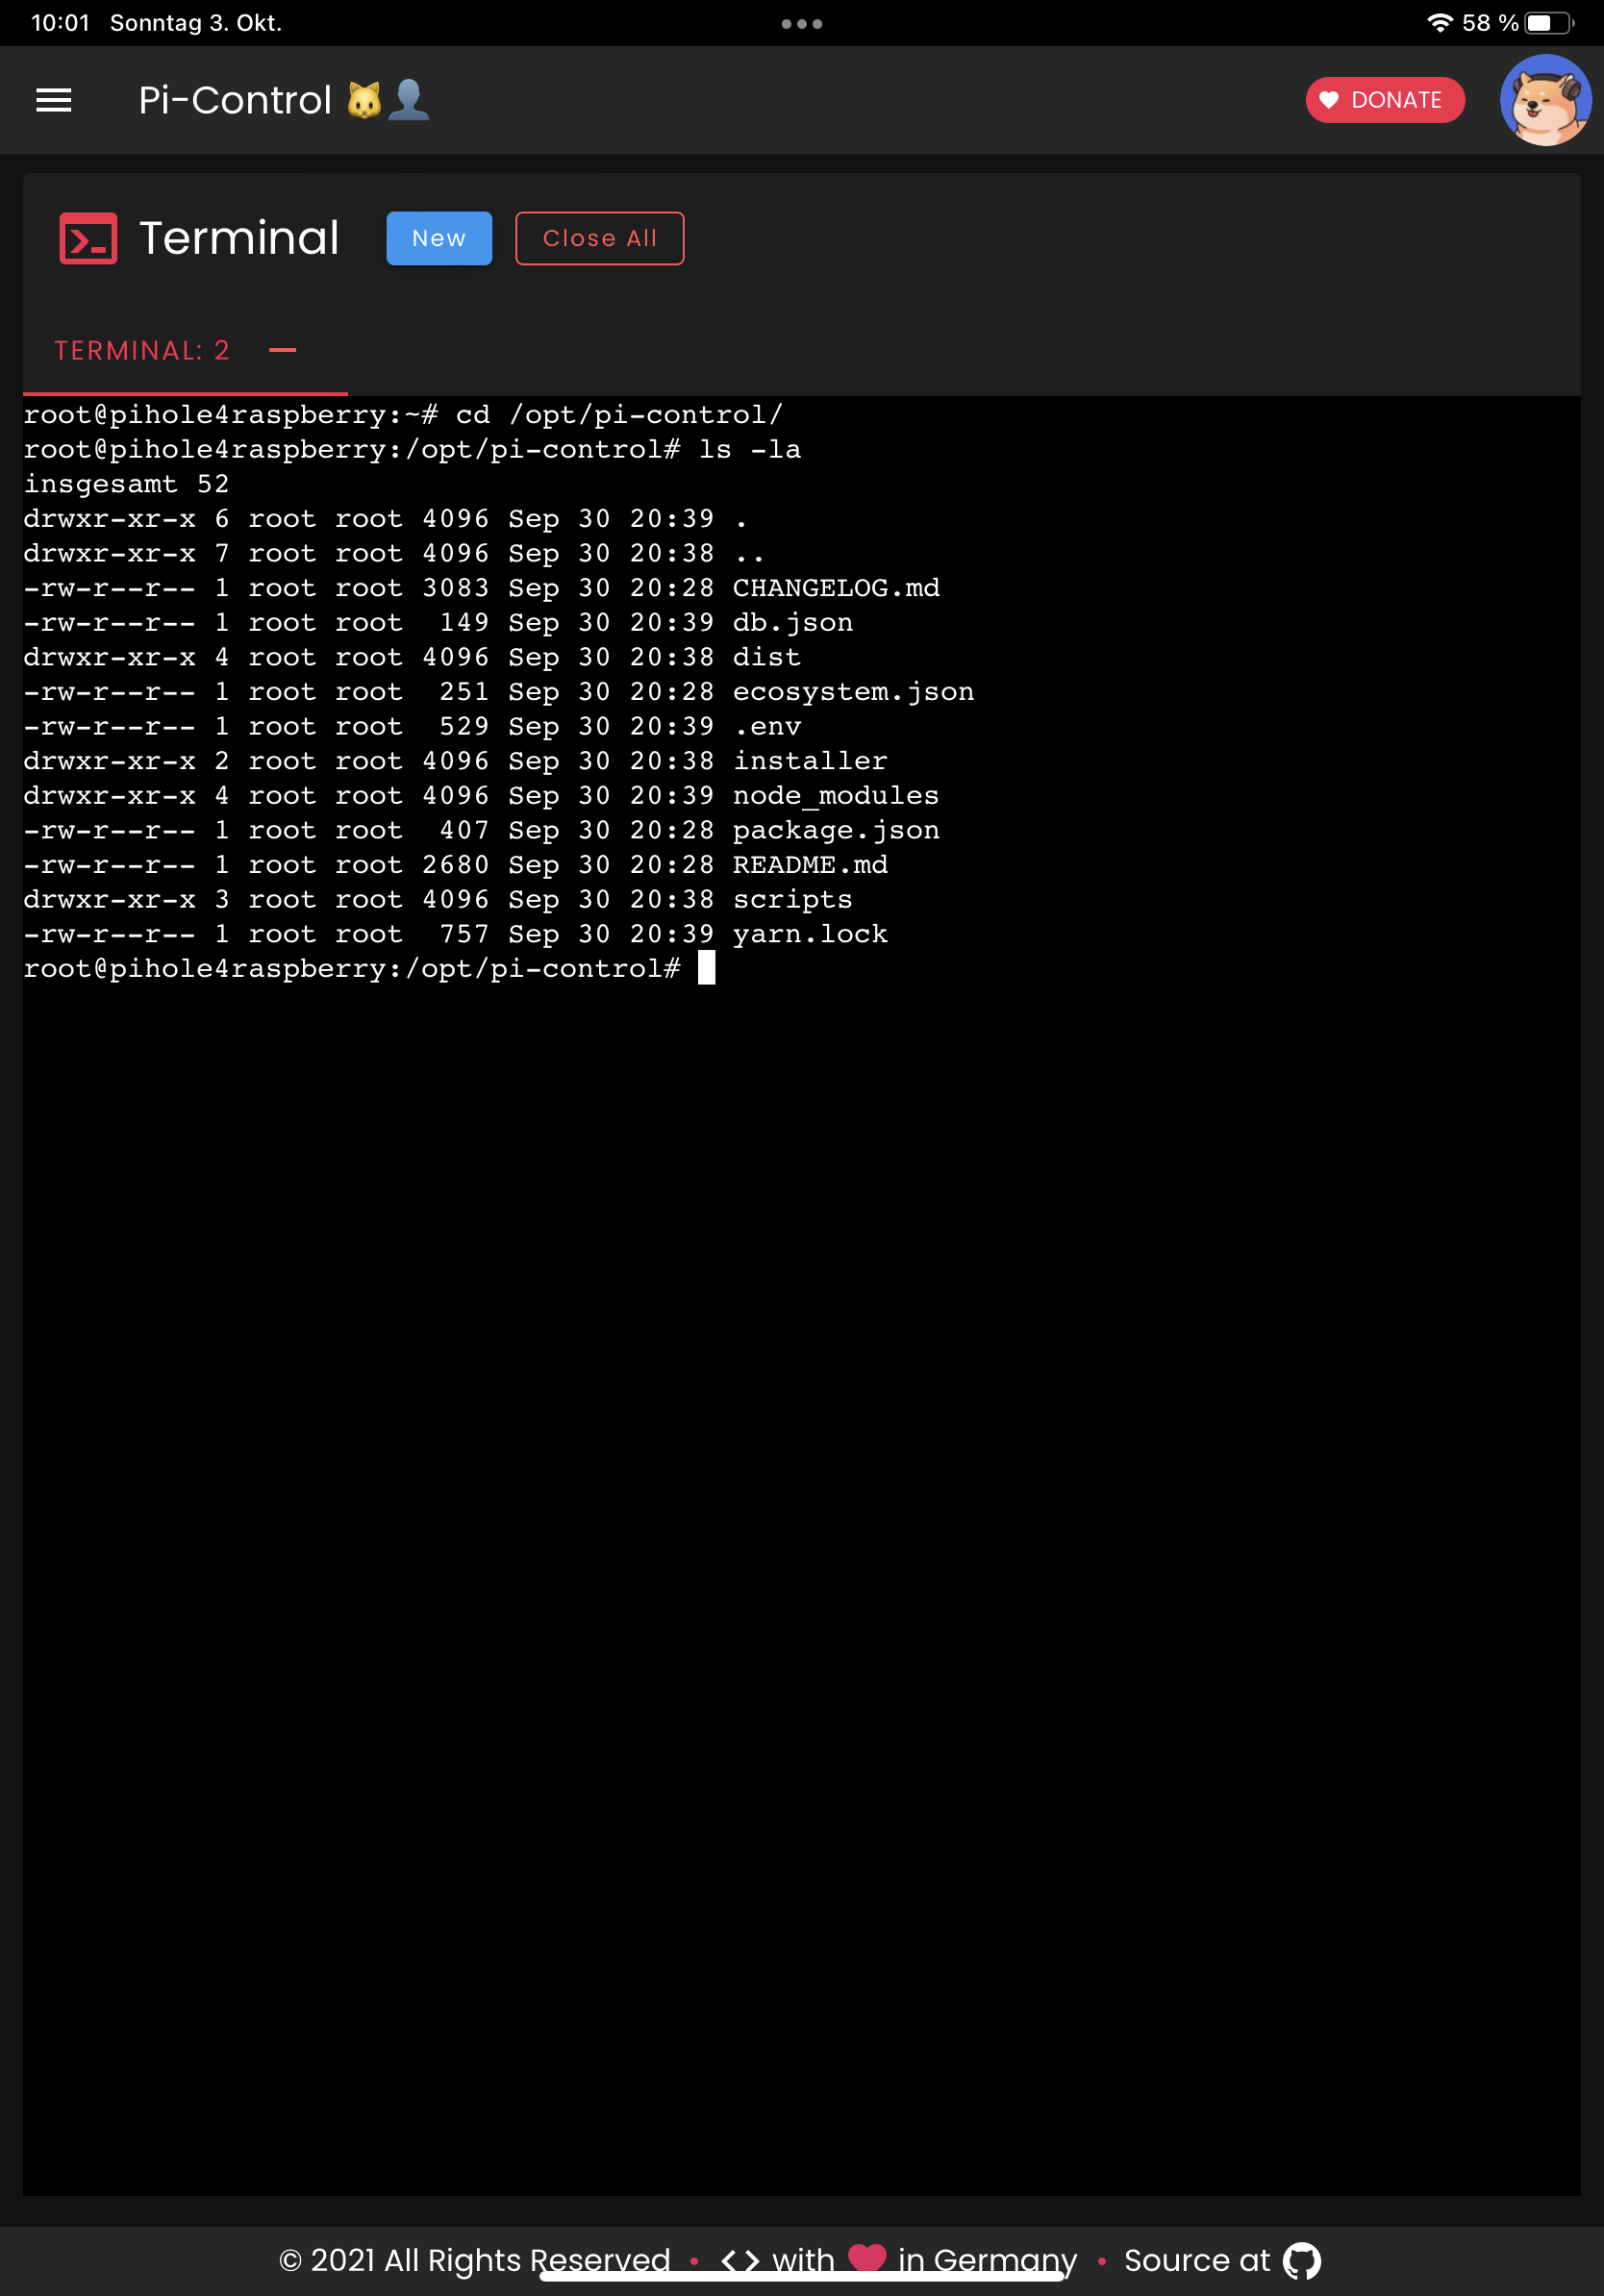 10:01 Sonntag 3. Okt.
58 %
Pi-Control 🐱👤
DONATE
Terminal
New
Close All
TERMINAL: 2
root@pihole4raspberry:~# cd /opt/pi-control/
root@pihole4raspberry:/opt/pi-control# ls -la
insgesamt 52
drwxr-xr-x 6 root root 4096 Sep 30 20:39 .
drwxr-xr-x 7 root root 4096 Sep 30 20:38 ..
-rw-r--r-- 1 root root 3083 Sep 30 20:28 CHANGELOG.md
-rw-r--r-- 1 root root  149 Sep 30 20:39 db.json
drwxr-xr-x 4 root root 4096 Sep 30 20:38 dist
-rw-r--r-- 1 root root  251 Sep 30 20:28 ecosystem.json
-rw-r--r-- 1 root root  529 Sep 30 20:39 .env
drwxr-xr-x 2 root root 4096 Sep 30 20:38 installer
drwxr-xr-x 4 root root 4096 Sep 30 20:39 node_modules
-rw-r--r-- 1 root root  407 Sep 30 20:28 package.json
-rw-r--r-- 1 root root 2680 Sep 30 20:28 README.md
drwxr-xr-x 3 root root 4096 Sep 30 20:38 scripts
-rw-r--r-- 1 root root  757 Sep 30 20:39 yarn.lock
root@pihole4raspberry:/opt/pi-control#
© 2021 All Rights Reserved • <> with ❤ in Germany • Source at